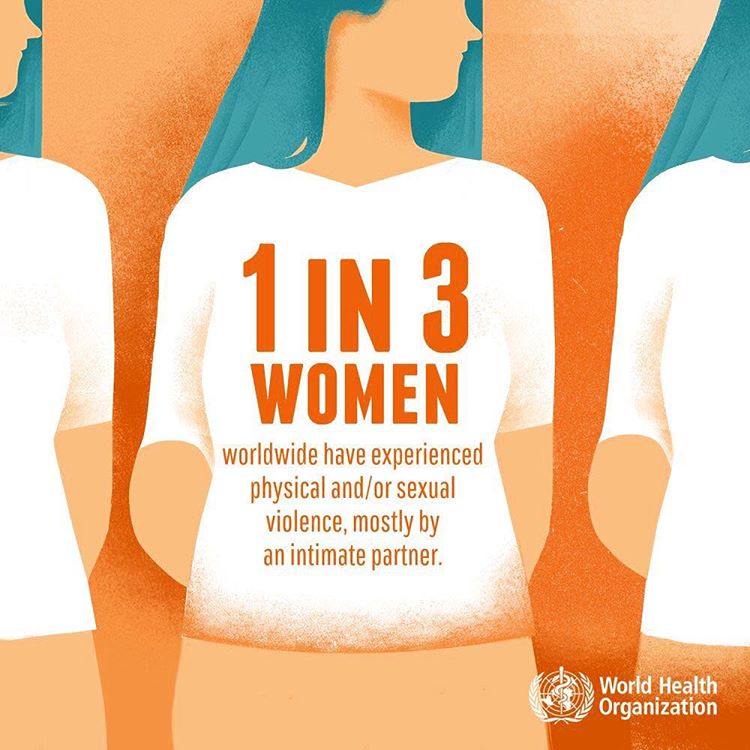 1 IN 3
WOMEN
worldwide have experienced
physical and/or sexual
violence, mostly by
an intimate partner.
World Health
Organization